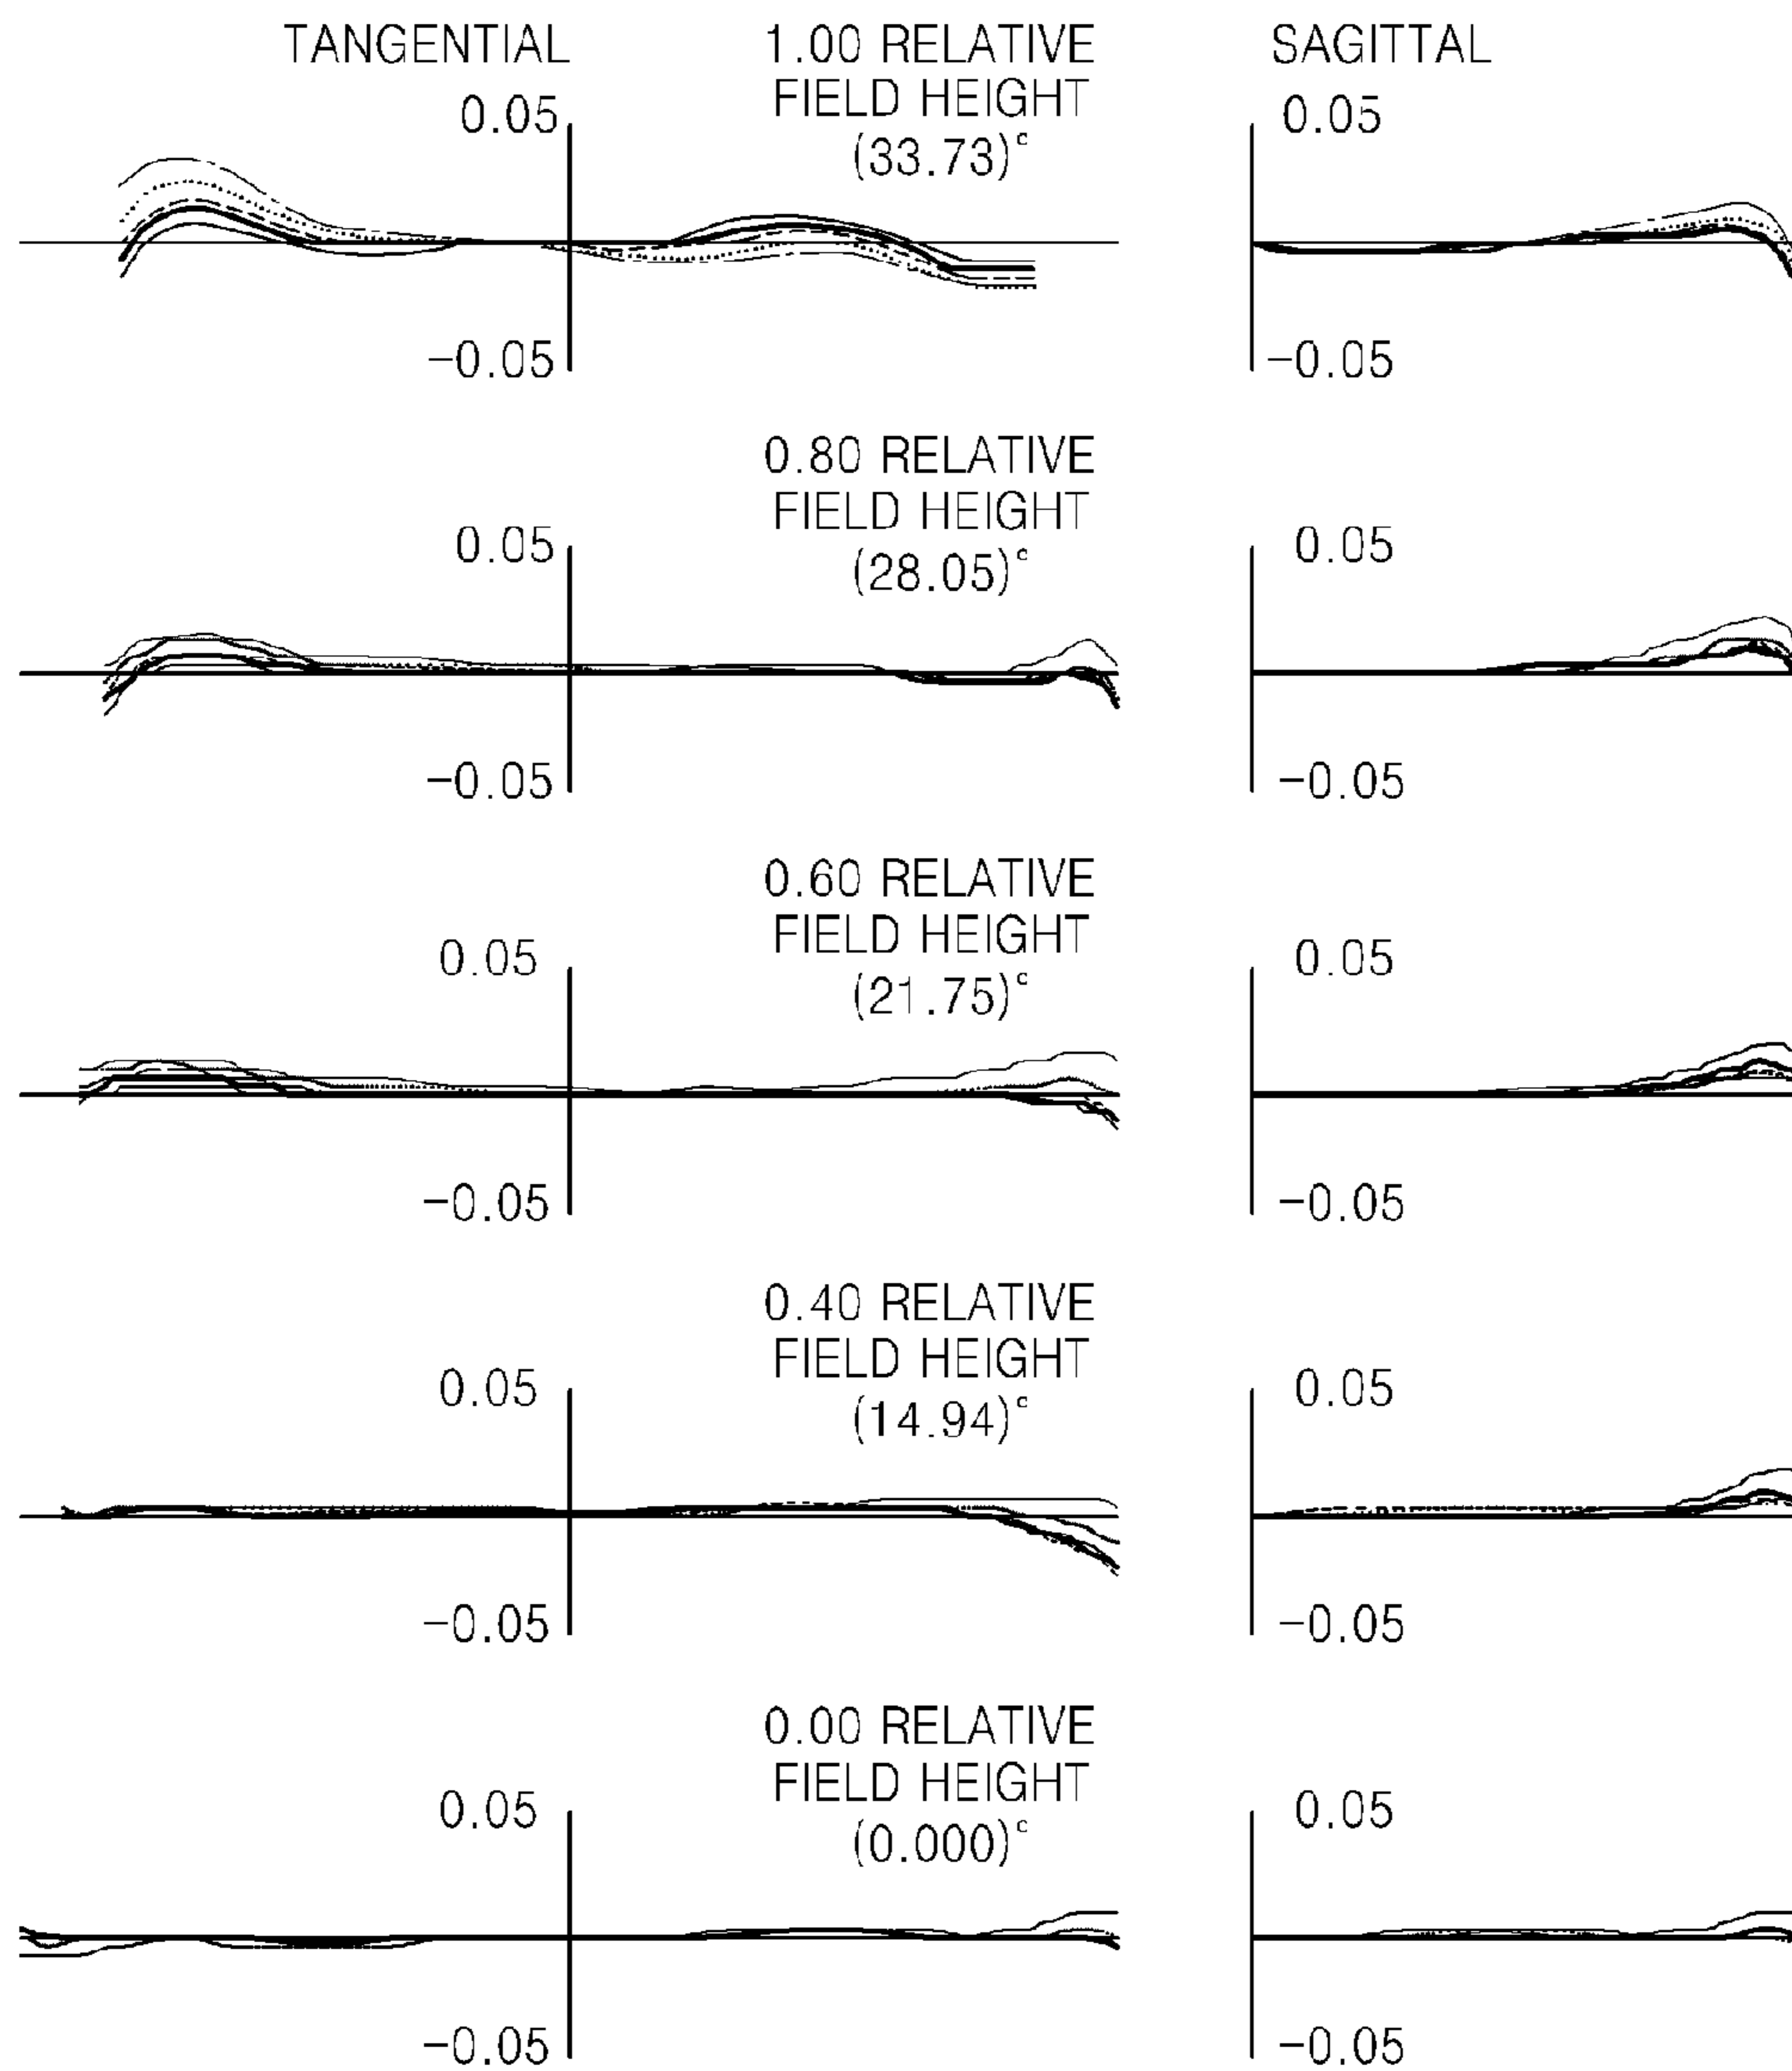 TANGENTIAL
1.00 RELATIVE
FIELD HEIGHT
(33.73)°
SAGITTAL
0.05
0.05
-0.05
-0.05
0.80 RELATIVE
FIELD HEIGHT
(28.05)°
0.05
0.05
-0.05
-0.05
0.60 RELATIVE
FIELD HEIGHT
(21.75)°
0.05
0.05
-0.05
-0.05
0.40 RELATIVE
FIELD HEIGHT
(14.94)°
0.05
0.05
-0.05
-0.05
0.00 RELATIVE
FIELD HEIGHT
(0.000)°
0.05
0.05
-0.05
-0.05